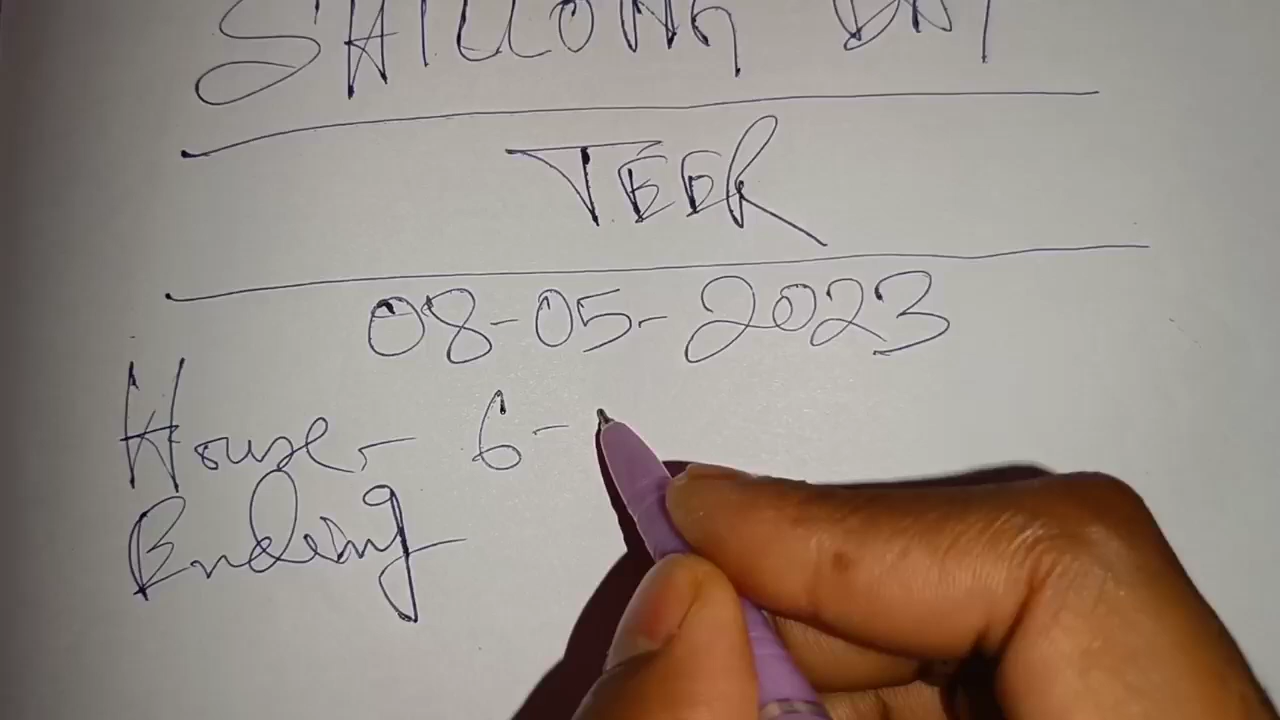 SHILLONG DAY
TEER
08-05-2023
House- 6-
Ending-